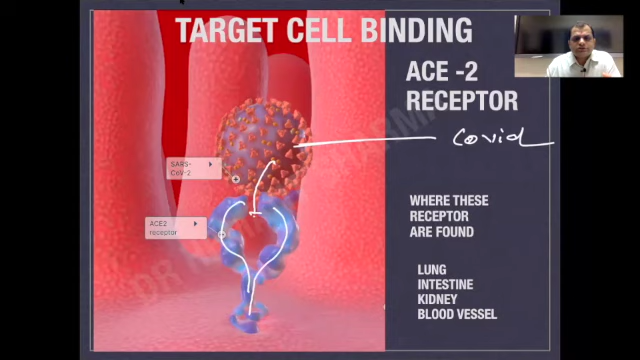 TARGET CELL BINDING
ACE -2
RECEPTOR
Covid
SARS-
CoV-2
ACE2
receptor
WHERE THESE
RECEPTOR
ARE FOUND
LUNG
INTESTINE
KIDNEY
BLOOD VESSEL